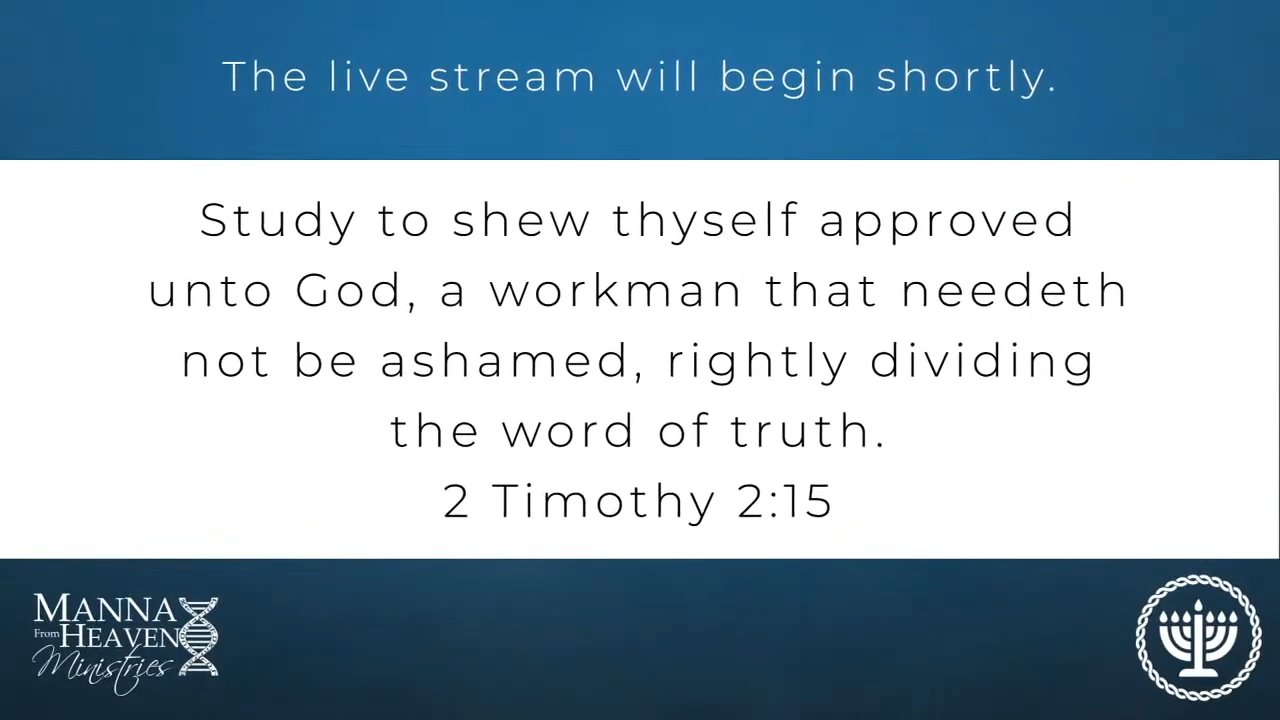 The live stream will begin shortly.
Study to shew thyself approved
unto God, a workman that needeth
not be ashamed, rightly dividing
the word of truth.
2 Timothy 2:15
MANNA
From HEAVEN
Ministries